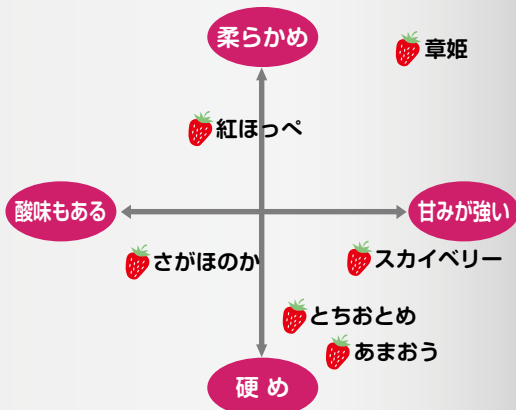 柔らかめ
章姫
紅ほっぺ
酸味もある
甘みが強い
さがほのか
スカイベリー
とちおとめ
あまおう
硬め